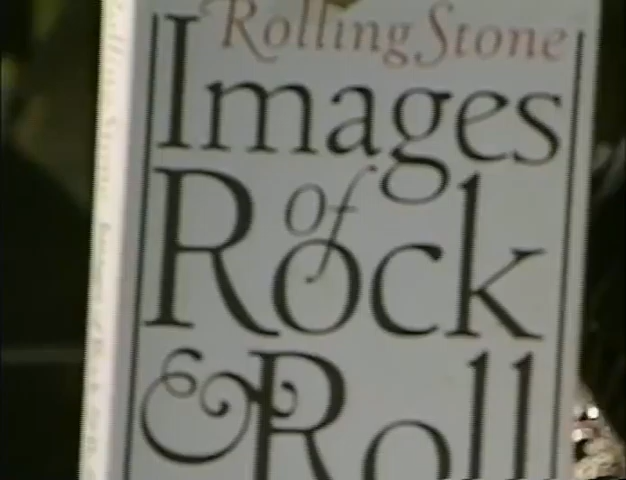 Rolling Stone
Images
of
Rock
& Roll